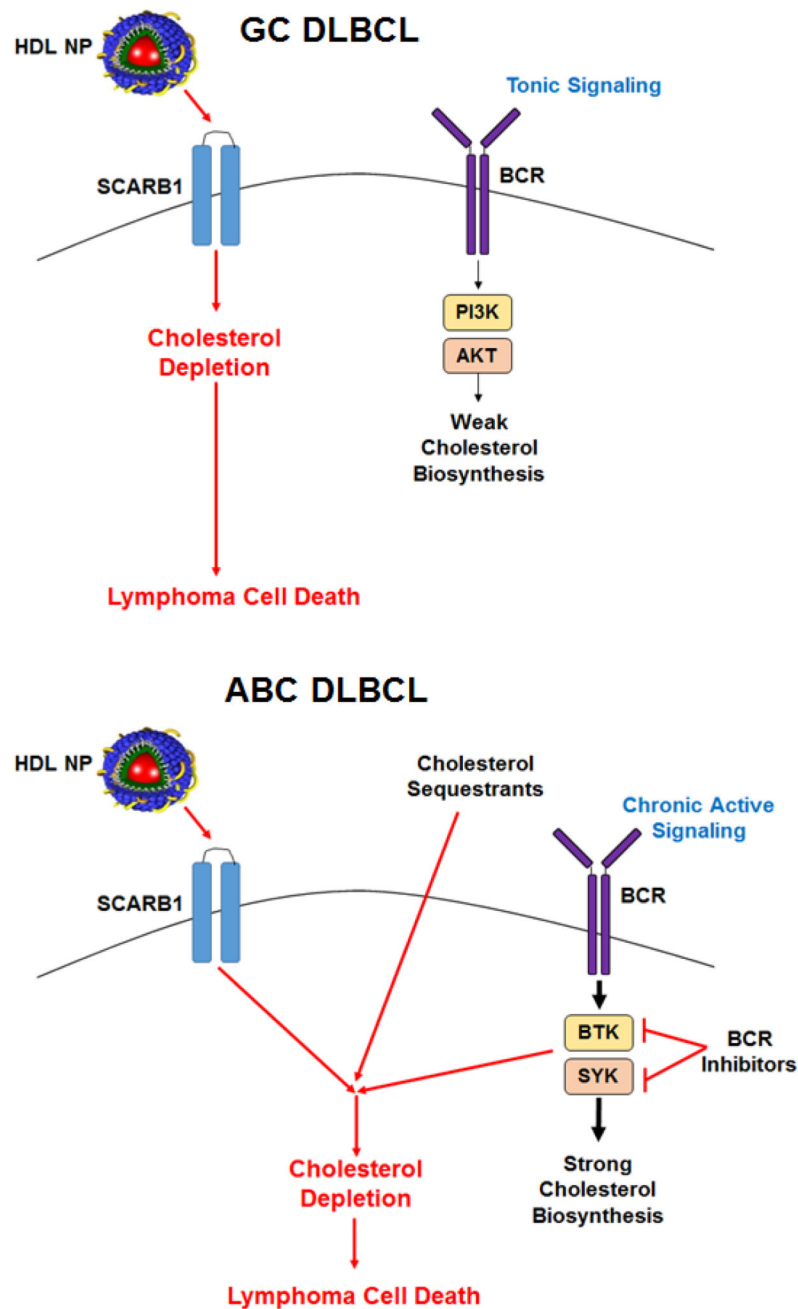 GC DLBCL
HDL NP
Tonic Signaling
SCARB1
BCR
PI3K
AKT
Cholesterol
Depletion
Weak
Cholesterol
Biosynthesis
Lymphoma Cell Death
ABC DLBCL
HDL NP
Cholesterol
Sequestrants
Chronic Active
Signaling
SCARB1
BCR
BTK
SYK
BCR
Inhibitors
Cholesterol
Depletion
Strong
Cholesterol
Biosynthesis
Lymphoma Cell Death